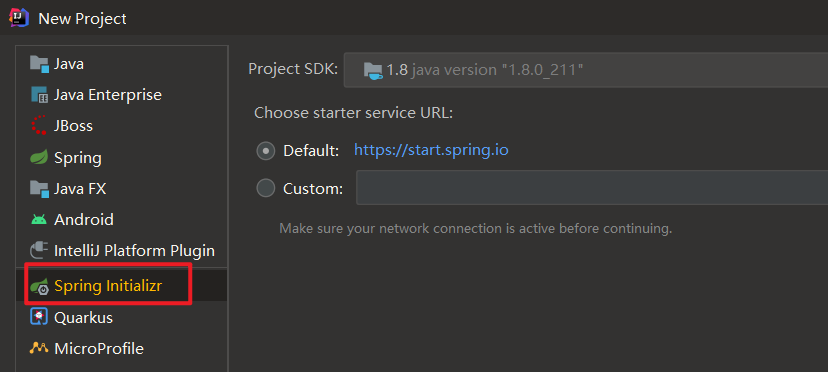 New Project
Java
Java Enterprise
JBoss
Spring
Java FX
Android
IntelliJ Platform Plugin
Spring Initializr
Quarkus
MicroProfile
Project SDK: 1.8 java version "1.8.0_211"
Choose starter service URL:
Default: https://start.spring.io
Custom:
Make sure your network connection is active before continuing.